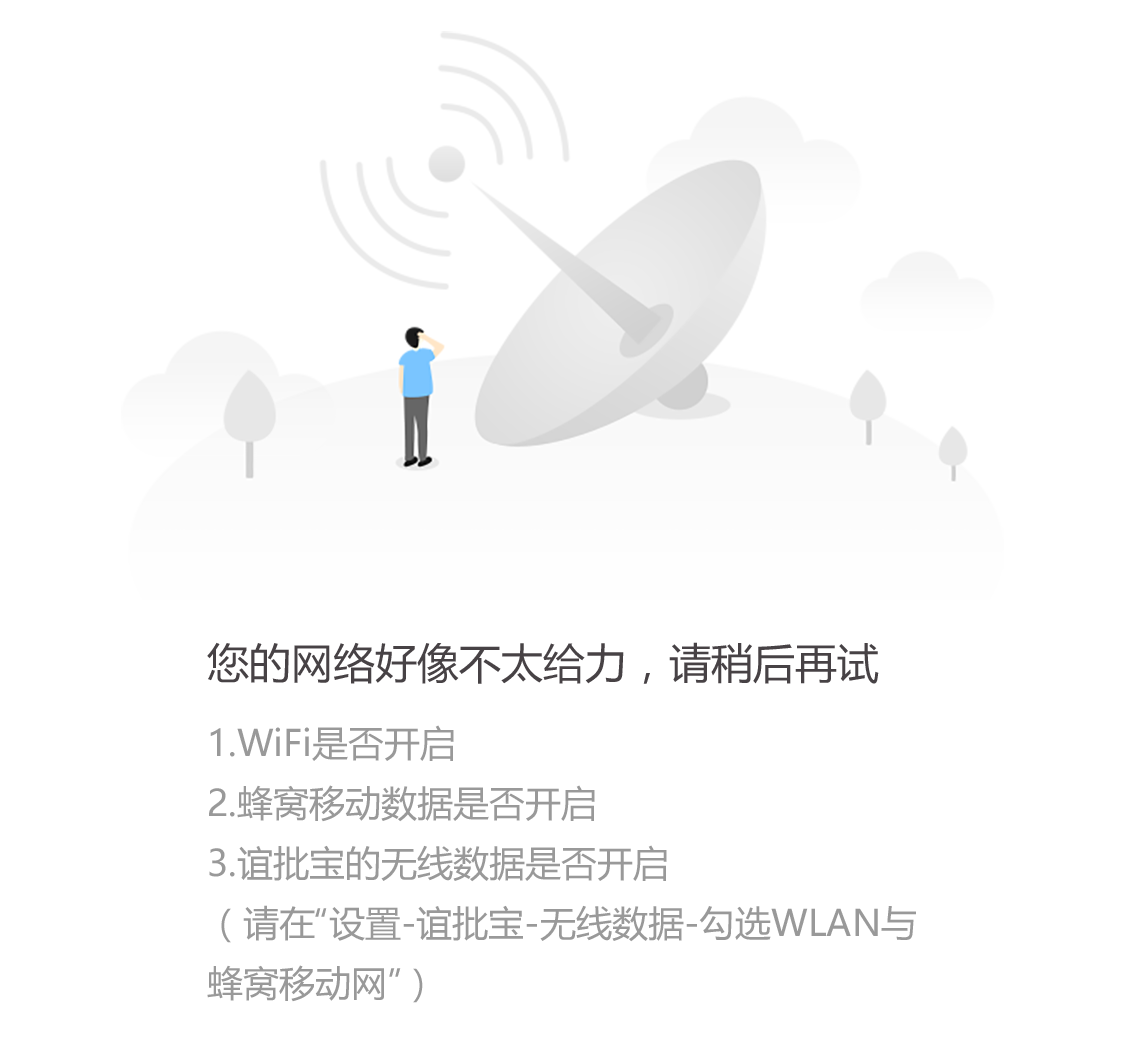 您的网络好像不太给力，请稍后再试
1.WiFi是否开启
2.蜂窝移动数据是否开启
3.谊批宝的无线数据是否开启
（请在“设置-谊批宝-无线数据-勾选WLAN与
蜂窝移动网”）